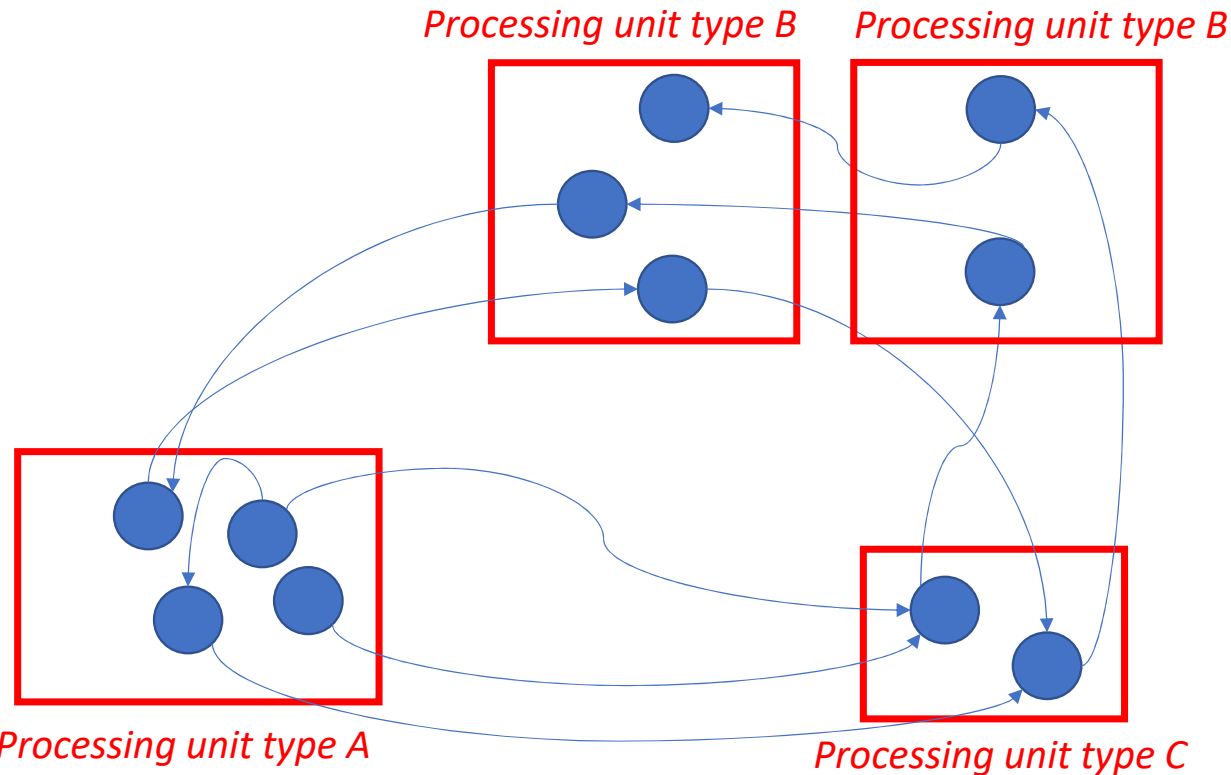 Processing unit type B
Processing unit type B
Processing unit type A
Processing unit type C